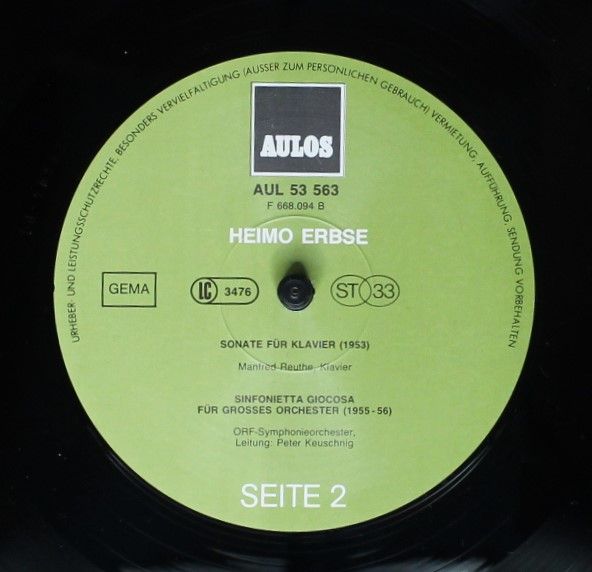 URHEBER- UND LEISTUNGSSCHUTZRECHTE, BESONDERS VERVIELFÄLTIGUNG (AUSSER ZUM PERSÖNLICHEN GEBRAUCH) VERMIETUNG, AUFFÜHRUNG, SENDUNG VORBEHALTEN
AULOS
AUL 53 563
F 668.094 B
HEIMO ERBSE
GEMA
LC 3476
ST 33
SONATE FÜR KLAVIER (1953)
Manfred Reuthe, Klavier
SINFONIETTA GIOCOSA
FÜR GROSSES ORCHESTER (1955-56)
ORF-Symphonieorchester,
Leitung: Peter Keuschnig
SEITE 2